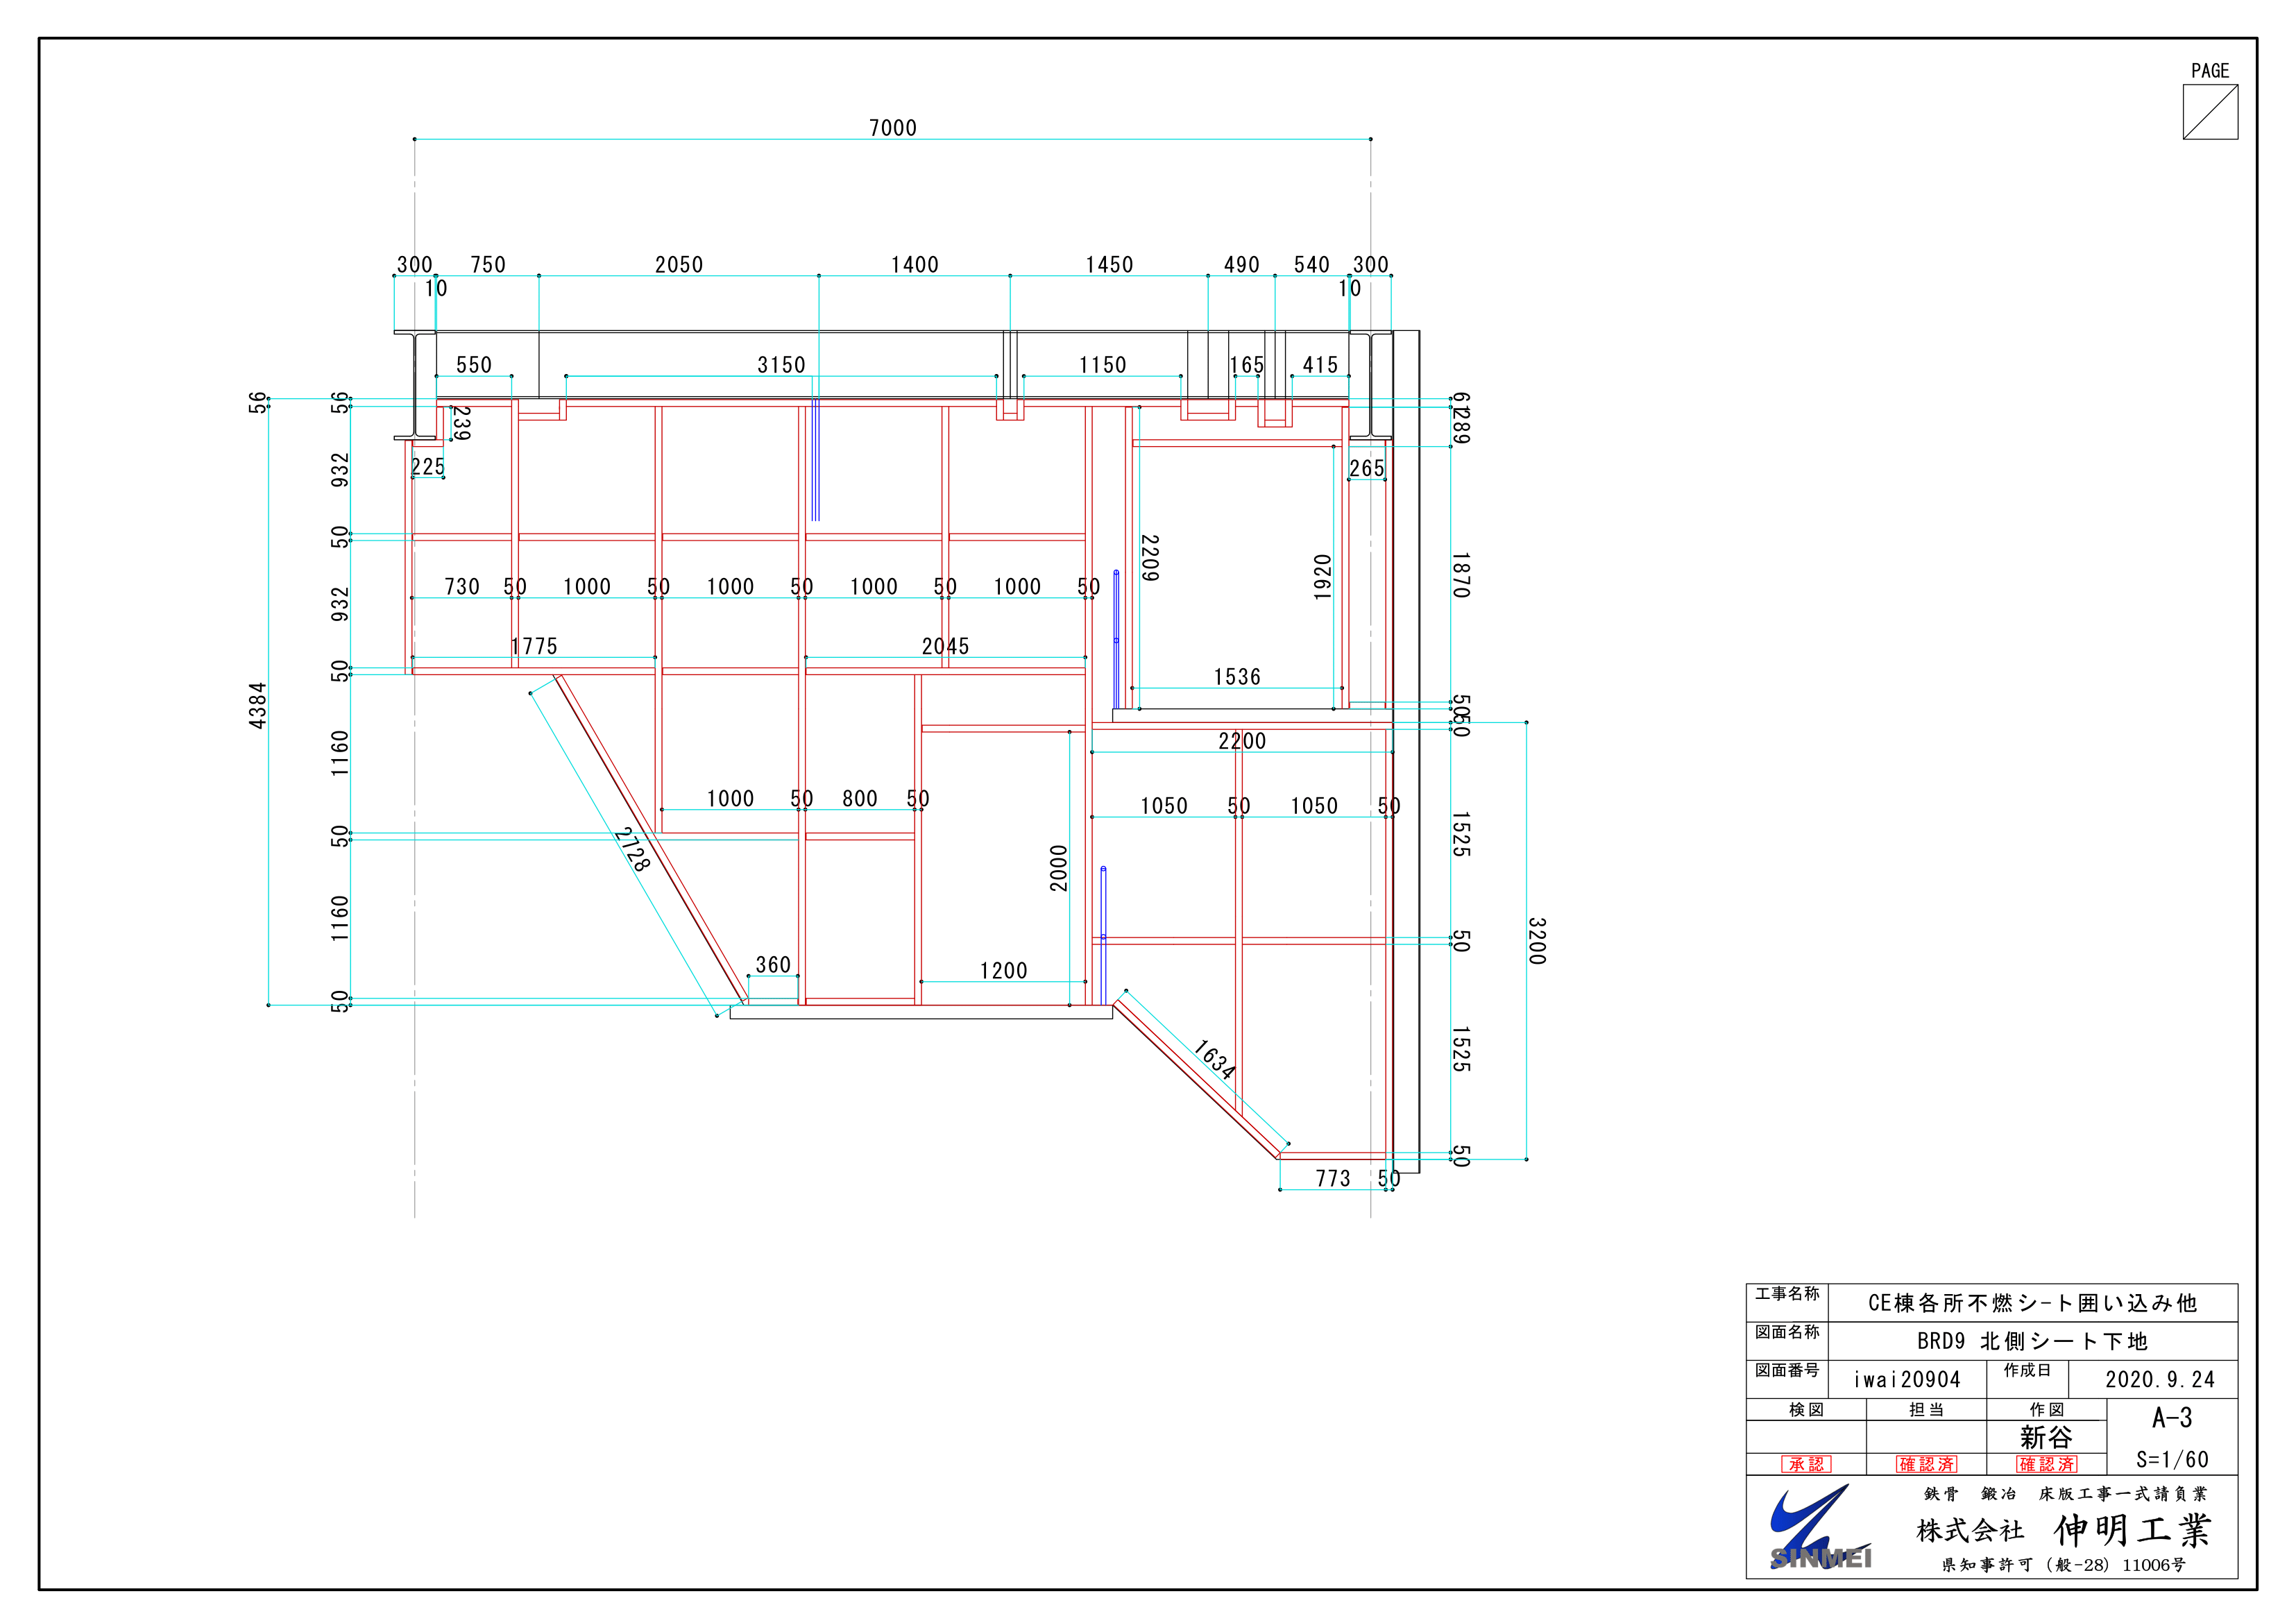 PAGE
7000
300 750 2050 1400 1450 490 540 300
10 10
550 3150 1150 165 415
56 56 239 61 289
225 265
932
50
2209 1920 1870
730 50 1000 50 1000 50 1000 50 1000 50
932
1775 2045
50
1536
4384
50 50 50
2200
1160
1000 50 800 50
1050 50 1050 50
50
2728
2000
1525
1160
50
3200
360
1200
50
1634
1525
50
773 50
工事名称 CE棟各所不燃シート囲い込み他
図面名称 BRD9 北側シート下地
図面番号 iwai20904 作成日 2020.9.24
検図 担当 作図 A-3
新谷
承認 確認済 確認済 S=1/60
鉄骨 鍛冶 床版工事一式請負業
株式会社 伸明工業
SINMEI
県知事許可(般-28) 11006号